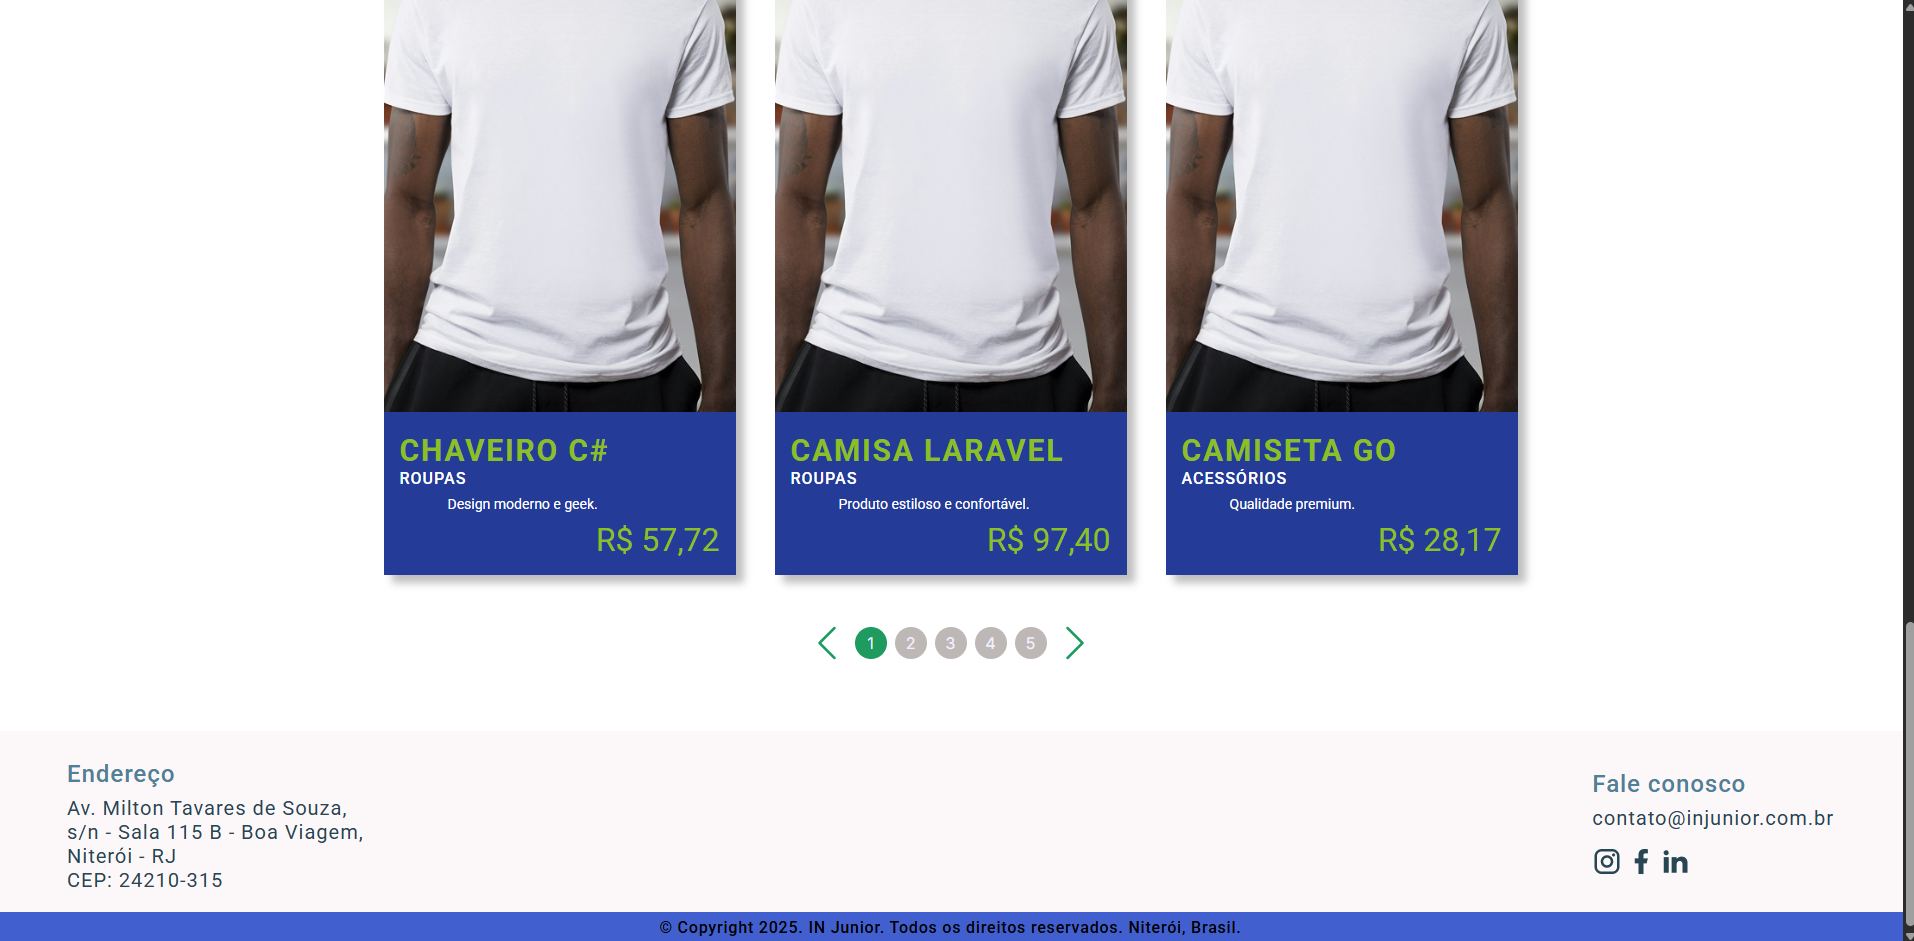 CHAVEIRO C#
ROUPAS
Design moderno e geek.
R$ 57,72
CAMISA LARAVEL
ROUPAS
Produto estiloso e confortável.
R$ 97,40
CAMISETA GO
ACESSÓRIOS
Qualidade premium.
R$ 28,17
1 2 3 4 5
Endereço
Av. Milton Tavares de Souza,
s/n - Sala 115 B - Boa Viagem,
Niterói - RJ
CEP: 24210-315
Fale conosco
contato@injunior.com.br
© Copyright 2025. IN Junior. Todos os direitos reservados. Niterói, Brasil.